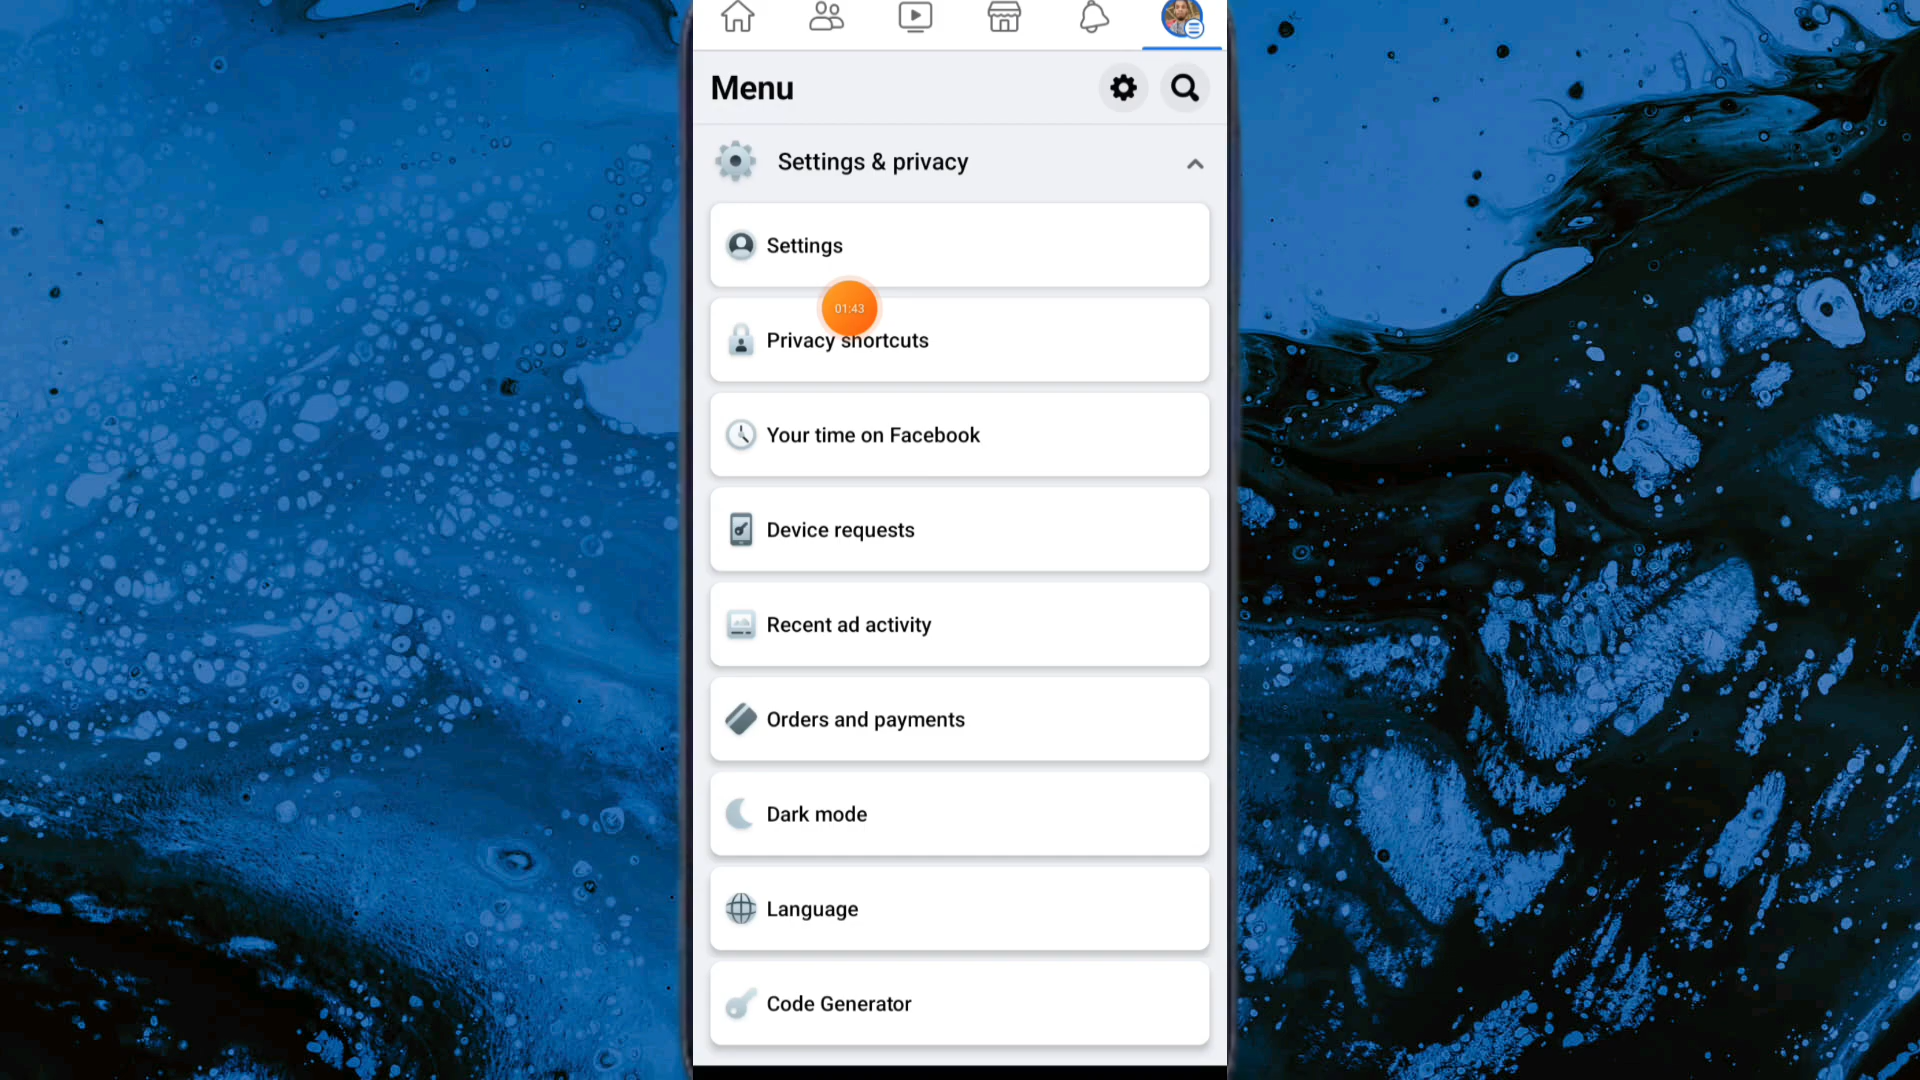 Menu
Settings & privacy
Settings
01:43
Privacy shortcuts
Your time on Facebook
Device requests
Recent ad activity
Orders and payments
Dark mode
Language
Code Generator